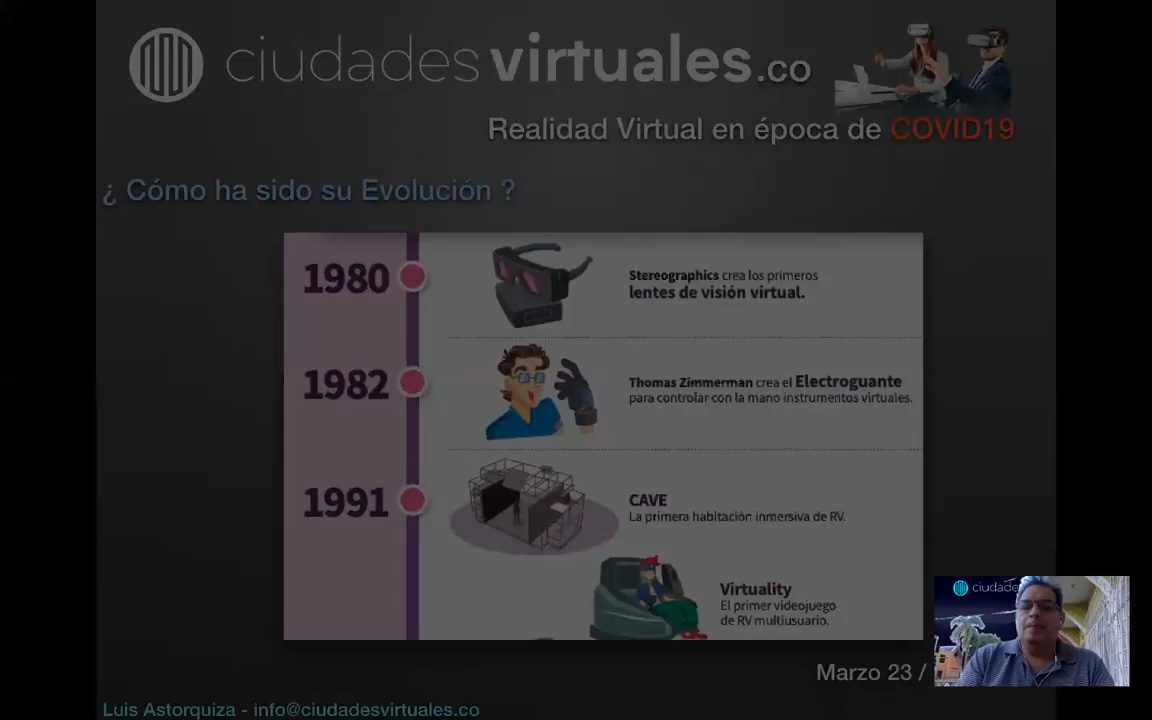 ciudadesvirtuales.co
Realidad Virtual en época de COVID19
¿ Cómo ha sido su Evolución ?
1980
Stereographics crea los primeros
lentes de visión virtual.
1982
Thomas Zimmerman crea el Electroguante
para controlar con la mano instrumentos virtuales.
1991
CAVE
La primera habitación inmersiva de RV.
Virtuality
El primer videojuego
de RV multiusuario.
ciudades
Marzo 23 /
Luis Astorquiza - info@ciudadesvirtuales.co